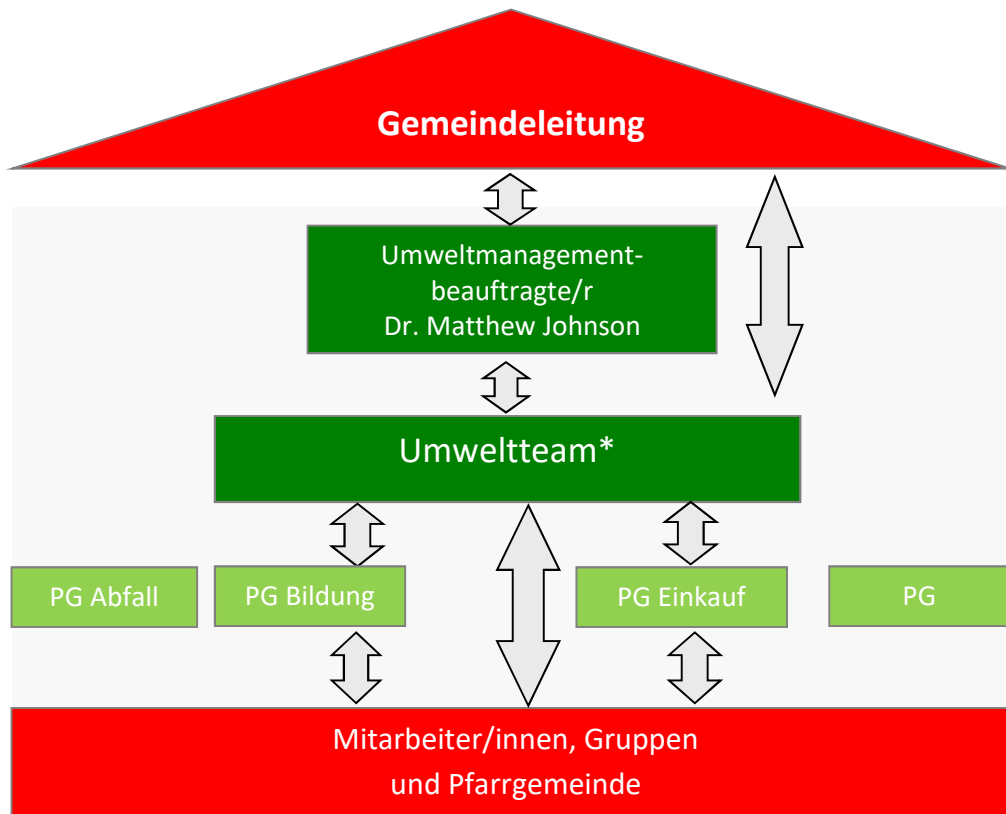 Gemeindeleitung
Umweltmanagement-
beauftragte/r
Dr. Matthew Johnson
Umweltteam*
PG Abfall
PG Bildung
PG Einkauf
PG
Mitarbeiter/innen, Gruppen
und Pfarrgemeinde